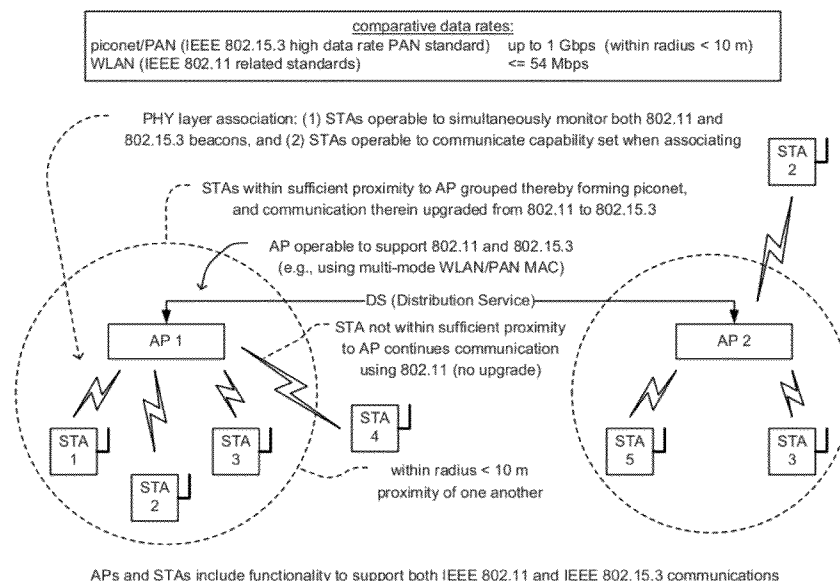 comparative data rates:
piconet/PAN (IEEE 802.15.3 high data rate PAN standard) up to 1 Gbps (within radius < 10 m)
WLAN (IEEE 802.11 related standards) <= 54 Mbps
PHY layer association: (1) STAs operable to simultaneously monitor both 802.11 and
802.15.3 beacons, and (2) STAs operable to communicate capability set when associating
STA
2
STAs within sufficient proximity to AP grouped thereby forming piconet,
and communication therein upgraded from 802.11 to 802.15.3
AP operable to support 802.11 and 802.15.3
(e.g., using multi-mode WLAN/PAN MAC)
DS (Distribution Service)
AP 1
STA not within sufficient proximity
to AP continues communication
using 802.11 (no upgrade)
AP 2
STA
1
STA
2
STA
3
STA
4
STA
5
STA
3
within radius < 10 m
proximity of one another
APs and STAs include functionality to support both IEEE 802.11 and IEEE 802.15.3 communications